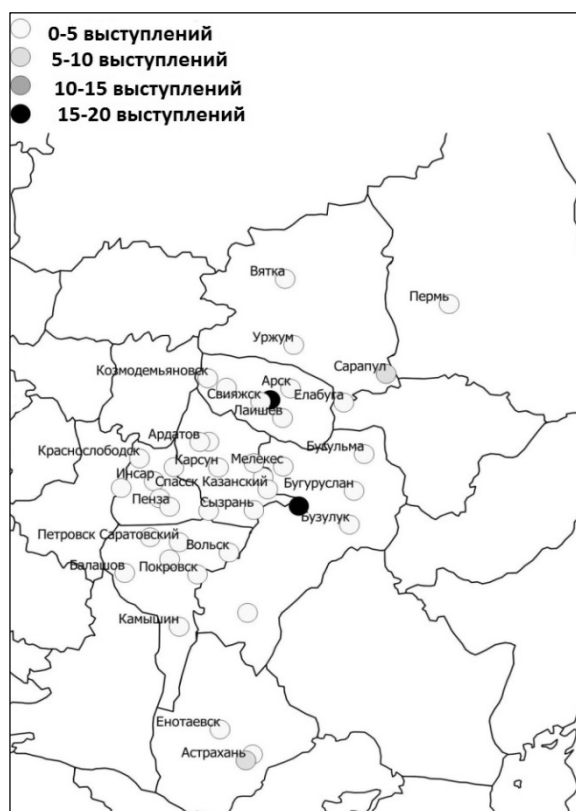 0-5 выступлений
5-10 выступлений
10-15 выступлений
15-20 выступлений
Вятка
Пермь
Уржум
Сарапул
Козмодемьяновск
Арск
Свияжск
Елабуга
Лаишев
Ардатов
Бугульма
Краснослободск
Карсун
Мелекес
Инсар
Спасск Казанский
Бугуруслан
Пенза
Сызрань
Бузулук
Петровск Саратовский
Вольск
Балашов
Покровск
Камышин
Енотаевск
Астрахань